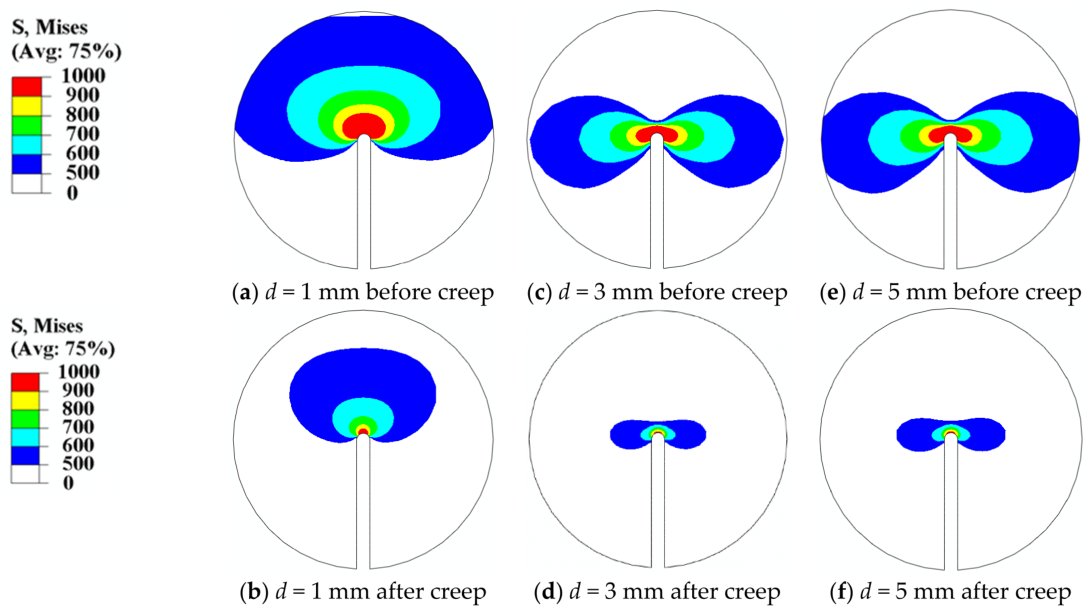 S, Mises
(Avg: 75%)
1000
900
800
700
600
500
0
(a) d = 1 mm before creep
(c) d = 3 mm before creep
(e) d = 5 mm before creep
S, Mises
(Avg: 75%)
1000
900
800
700
600
500
0
(b) d = 1 mm after creep
(d) d = 3 mm after creep
(f) d = 5 mm after creep